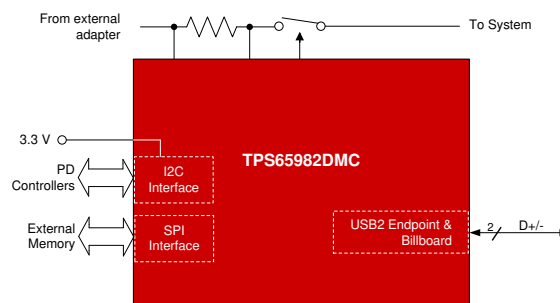 From external
adapter
To System
3.3 V
TPS65982DMC
PD
Controllers
I2C
Interface
External
Memory
SPI
Interface
USB2 Endpoint &
Billboard
2
D+/-